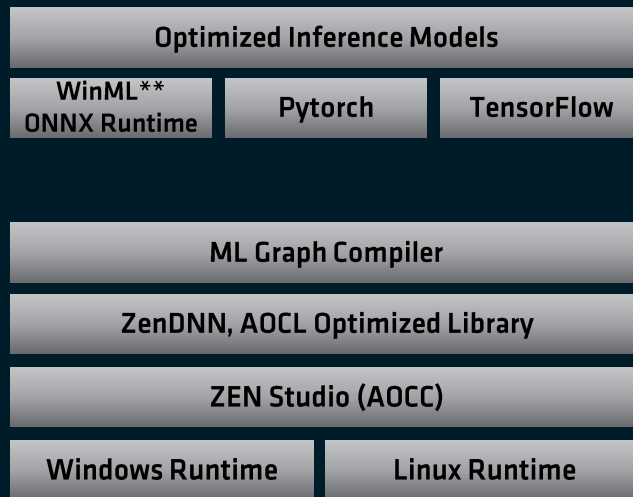 Optimized Inference Models
WinML**
ONNX Runtime
Pytorch
TensorFlow
ML Graph Compiler
ZenDNN, AOCL Optimized Library
ZEN Studio (AOCC)
Windows Runtime
Linux Runtime